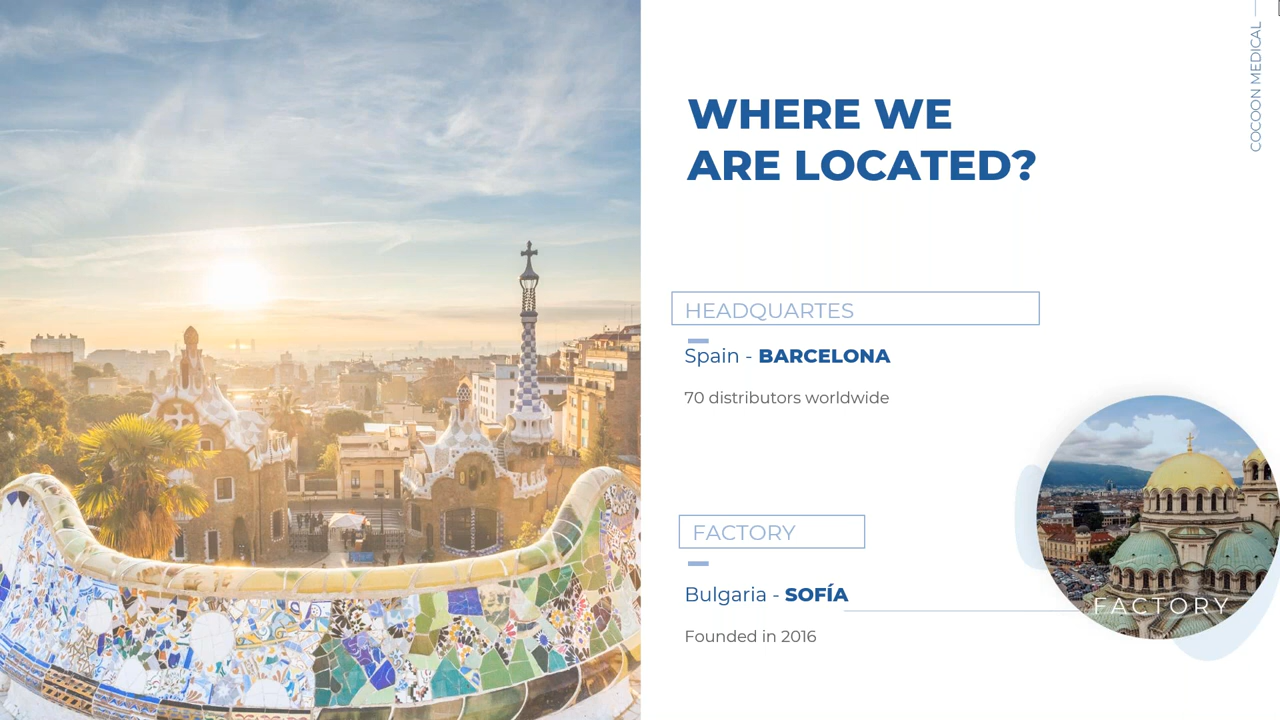 COCOON MEDICAL
WHERE WE
ARE LOCATED?
HEADQUARTES
Spain - BARCELONA
70 distributors worldwide
FACTORY
Bulgaria - SOFÍA
FACTORY
Founded in 2016